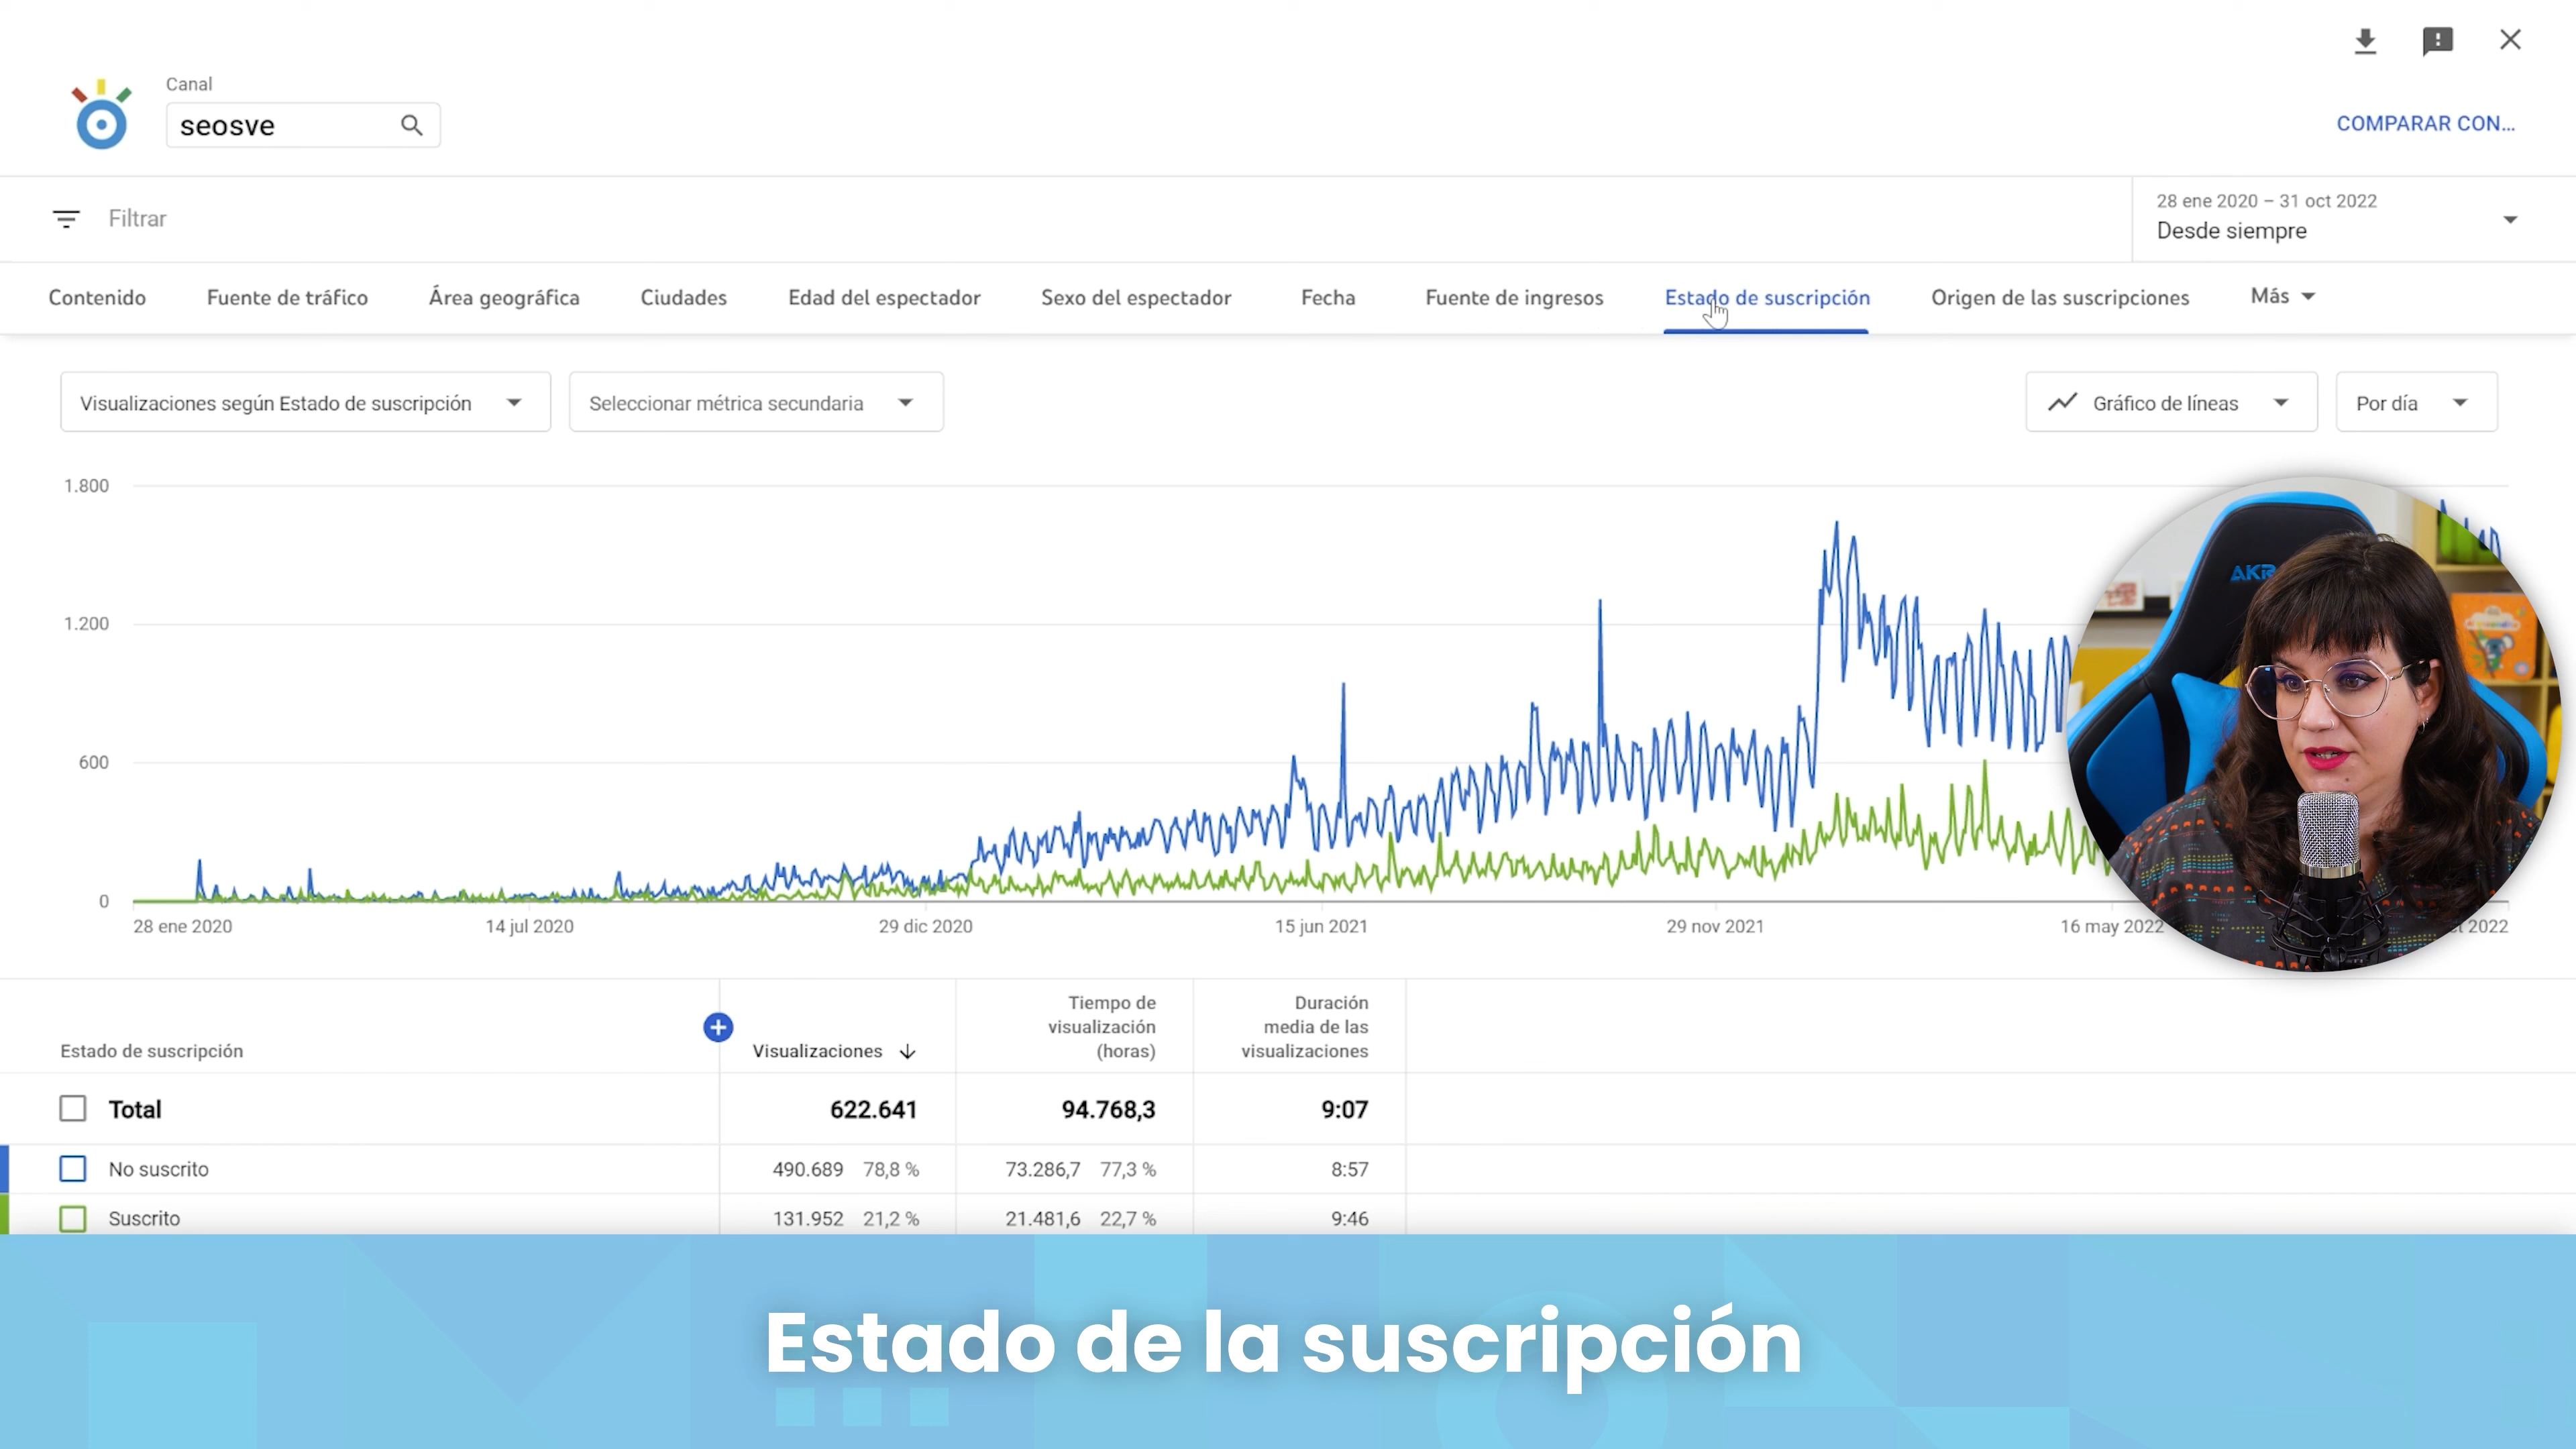 Canal
seosve
COMPARAR CON...
Filtrar
28 ene 2020 – 31 oct 2022
Desde siempre
Contenido
Fuente de tráfico
Área geográfica
Ciudades
Edad del espectador
Sexo del espectador
Fecha
Fuente de ingresos
Estado de suscripción
Origen de las suscripciones
Más
Visualizaciones según Estado de suscripción
Seleccionar métrica secundaria
Gráfico de líneas
Por día
1.800
1.200
600
0
28 ene 2020
14 jul 2020
29 dic 2020
15 jun 2021
29 nov 2021
16 may 2022
2022
Estado de suscripción
Visualizaciones
Tiempo de
visualización
(horas)
Duración
media de las
visualizaciones
Total 622.641 94.768,3 9:07
No suscrito 490.689 78,8 % 73.286,7 77,3 % 8:57
Suscrito 131.952 21,2 % 21.481,6 22,7 % 9:46
Estado de la suscripción